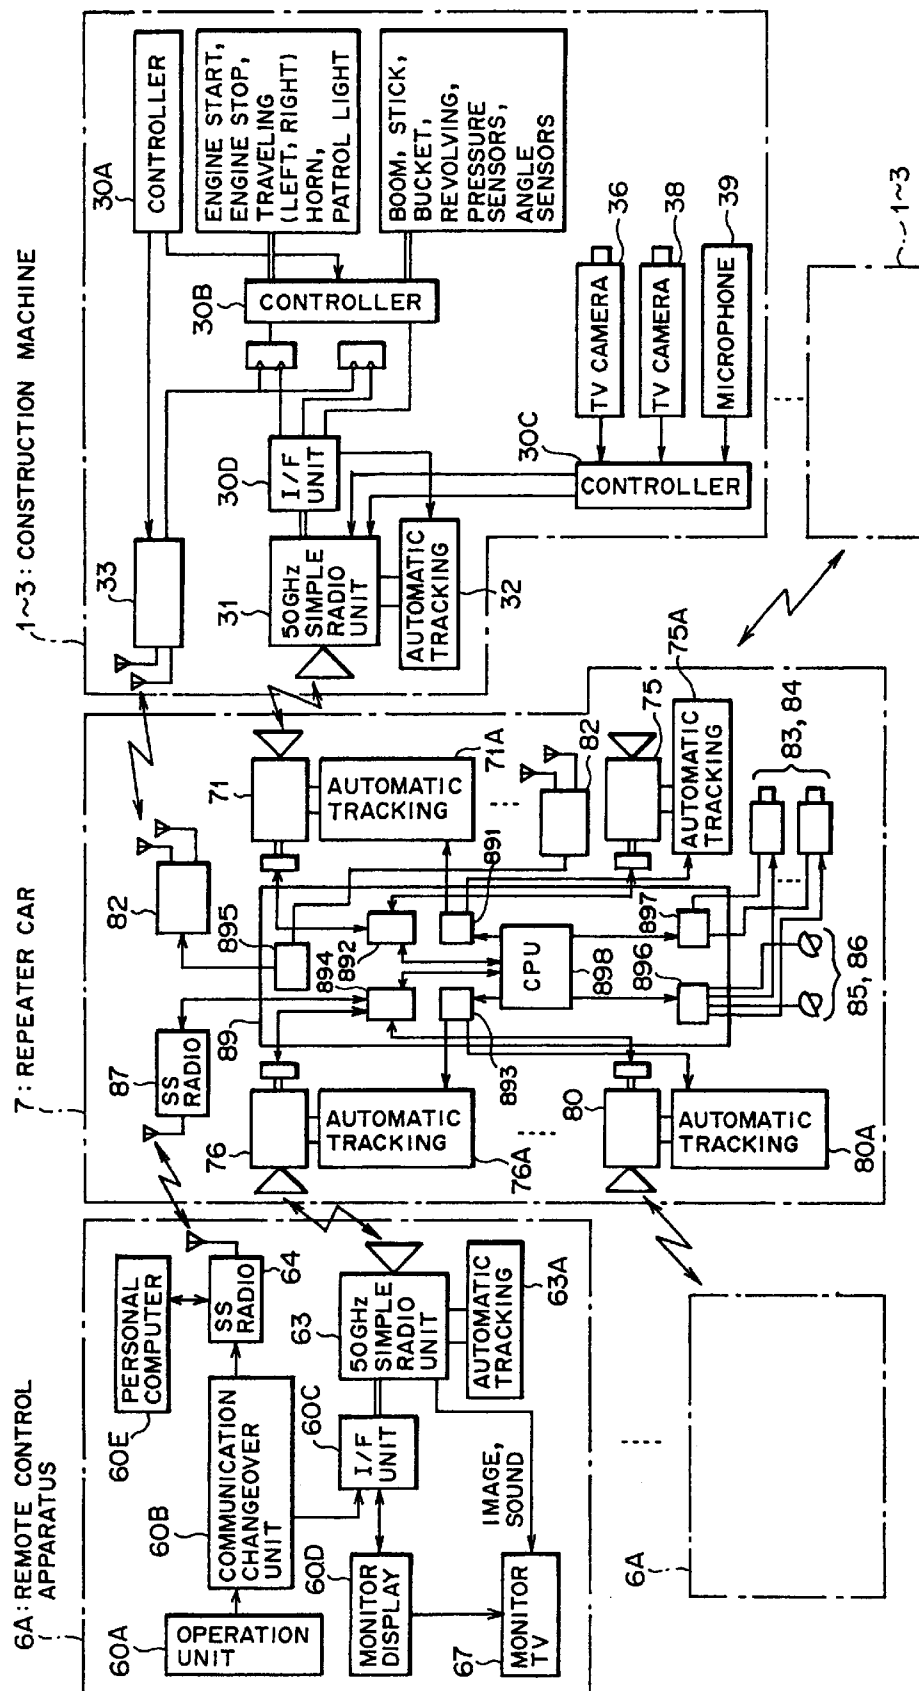 6A: REMOTE CONTROL
APPARATUS
60A
OPERATION
UNIT
60B
COMMUNICATION
CHANGEOVER
UNIT
60E
PERSONAL
COMPUTER
SS
RADIO
64
60C
I/F
UNIT
60D
MONITOR
DISPLAY
63
50GHz
SIMPLE
RADIO
UNIT
AUTOMATIC
TRACKING
63A
IMAGE,
SOUND
67
MONITOR
TV
6A
7: REPEATER CAR
87
SS
RADIO
82
76
AUTOMATIC
TRACKING
76A
80
AUTOMATIC
TRACKING
80A
89
895
894
892
891
893
CPU
898
896
897
71
AUTOMATIC
TRACKING
71A
82
75
AUTOMATIC
TRACKING
75A
83, 84
85, 86
1~3: CONSTRUCTION MACHINE
33
30A
CONTROLLER
31
50GHz
SIMPLE
RADIO
UNIT
AUTOMATIC
TRACKING
32
30D
I/F
UNIT
30B
CONTROLLER
ENGINE START,
ENGINE STOP,
TRAVELING
(LEFT, RIGHT)
HORN,
PATROL LIGHT
BOOM, STICK,
BUCKET,
REVOLVING,
PRESSURE
SENSORS,
ANGLE
SENSORS
30C
CONTROLLER
TV CAMERA
36
TV CAMERA
38
MICROPHONE
39
1~3